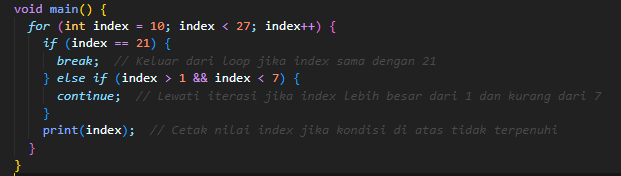 void main() {
for (int index = 10; index < 27; index++) {
if (index == 21) {
break;  // Keluar dari loop jika index sama dengan 21
} else if (index > 1 && index < 7) {
continue;  // Lewati iterasi jika index lebih besar dari 1 dan kurang dari 7
}
print(index);  // Cetak nilai index jika kondisi di atas tidak terpenuhi
}
}